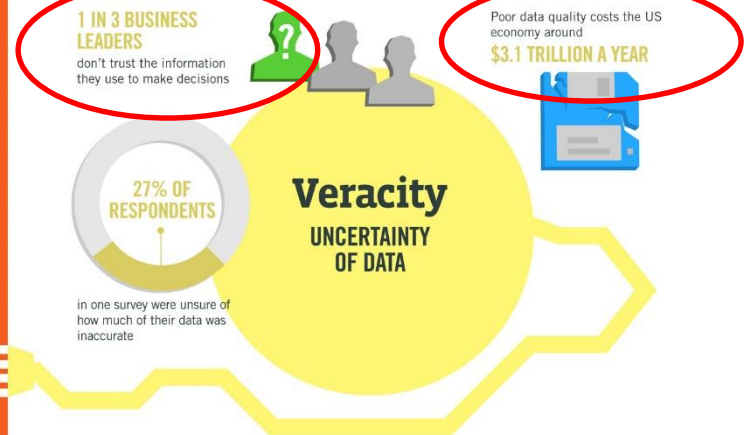 1 IN 3 BUSINESS
LEADERS
don't trust the information
they use to make decisions
?
Poor data quality costs the US
economy around
$3.1 TRILLION A YEAR
27% OF
RESPONDENTS
in one survey were unsure of
how much of their data was
inaccurate
Veracity
UNCERTAINTY
OF DATA